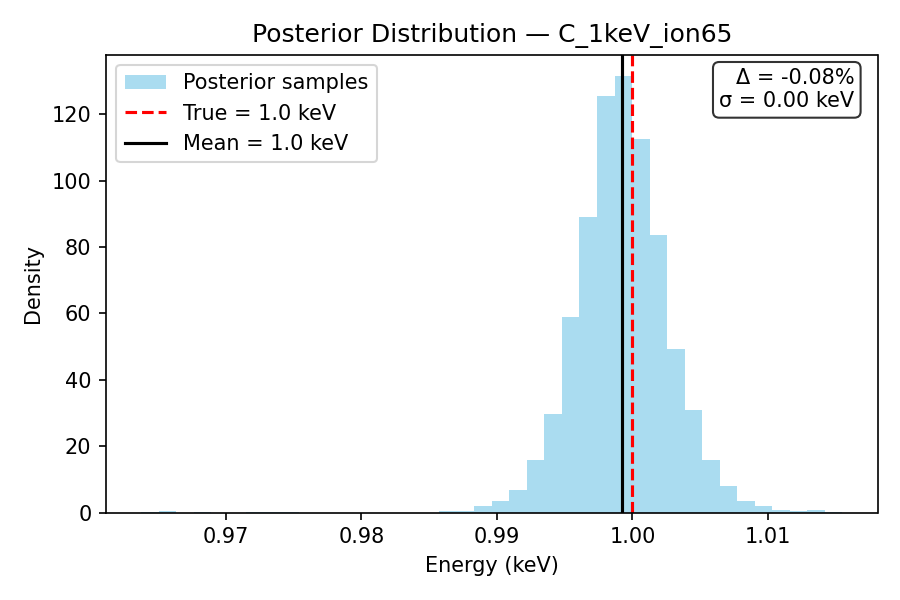 Posterior Distribution — C_1keV_ion65
Posterior samples
True = 1.0 keV
Mean = 1.0 keV
Δ = -0.08%
σ = 0.00 keV
Density
120
100
80
60
40
20
0
0.97
0.98
0.99
1.00
1.01
Energy (keV)